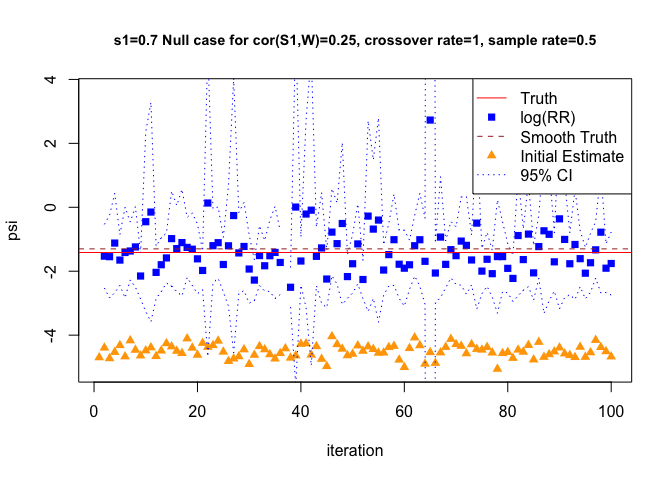 s1=0.7 Null case for cor(S1,W)=0.25, crossover rate=1, sample rate=0.5
Truth
log(RR)
Smooth Truth
Initial Estimate
95% CI
psi
4
2
0
-2
-4
0 20 40 60 80 100
iteration